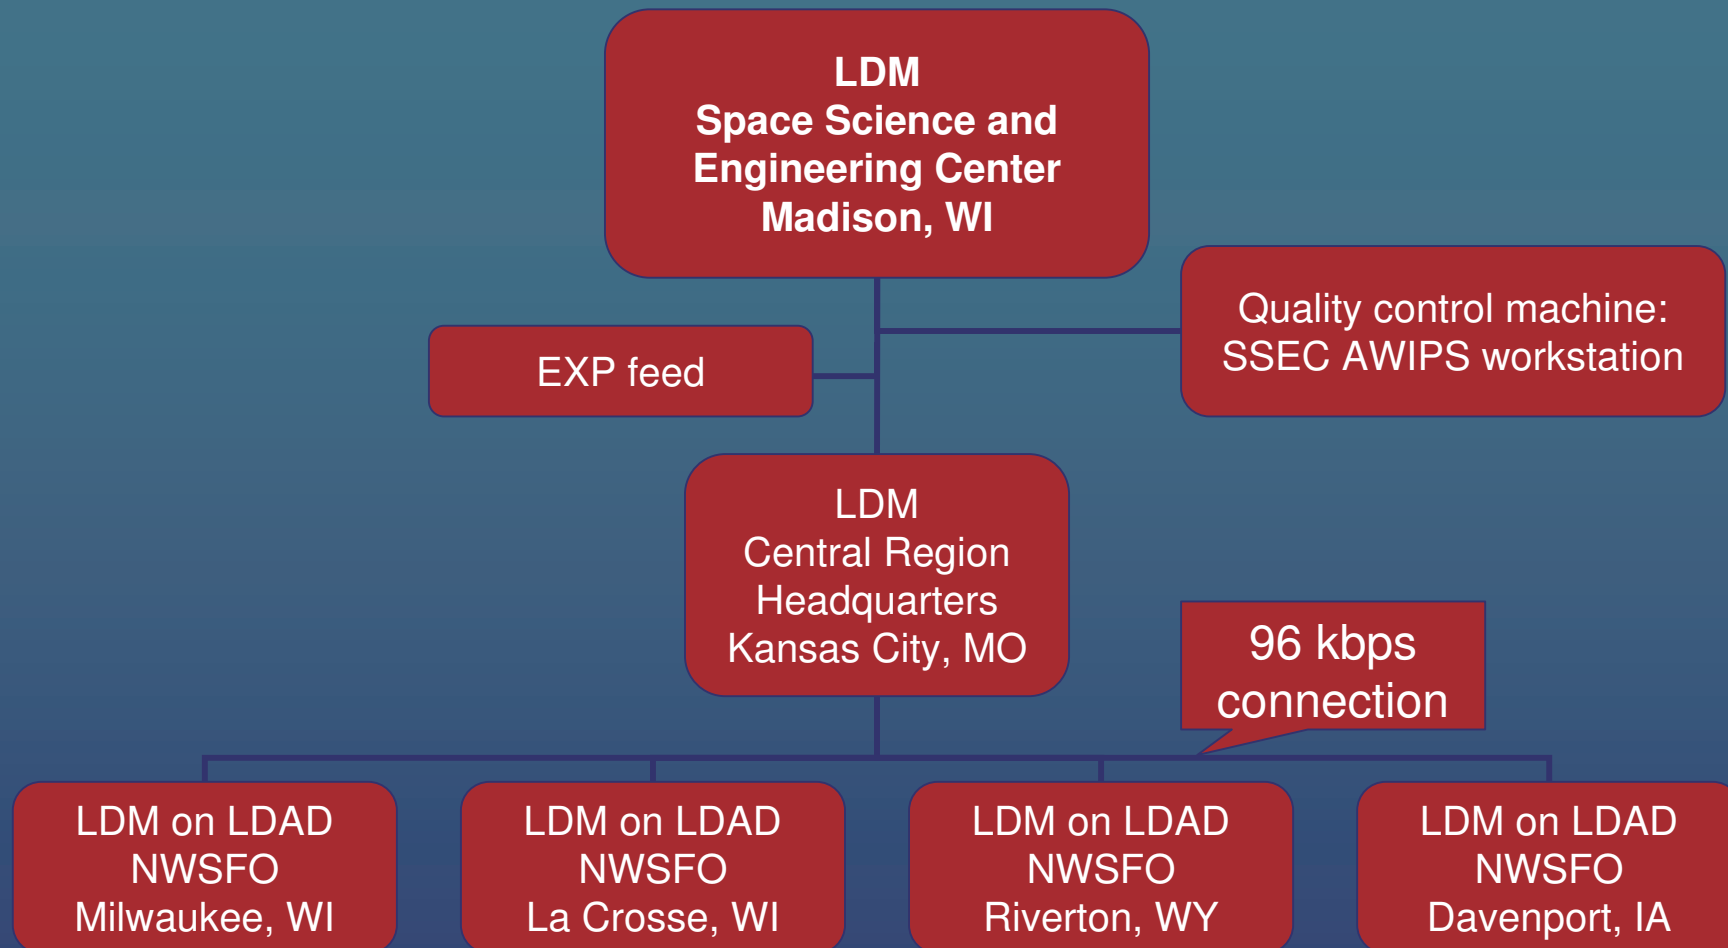 LDM
Space Science and
Engineering Center
Madison, WI
Quality control machine:
SSEC AWIPS workstation
EXP feed
LDM
Central Region
Headquarters
Kansas City, MO
96 kbps
connection
LDM on LDAD
NWSFO
Milwaukee, WI
LDM on LDAD
NWSFO
La Crosse, WI
LDM on LDAD
NWSFO
Riverton, WY
LDM on LDAD
NWSFO
Davenport, IA